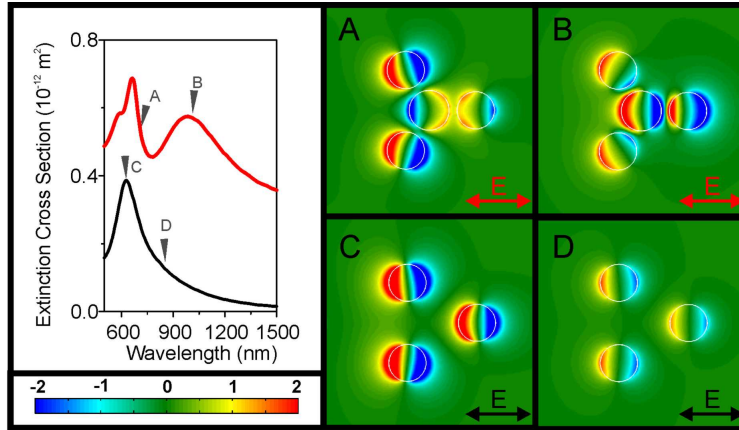 Extinction Cross Section (10⁻¹² m²)
0.8
0.4
0.0
A
B
C
D
600 900 1200 1500
Wavelength (nm)
-2 -1 0 1 2
A
E
B
E
C
E
D
E